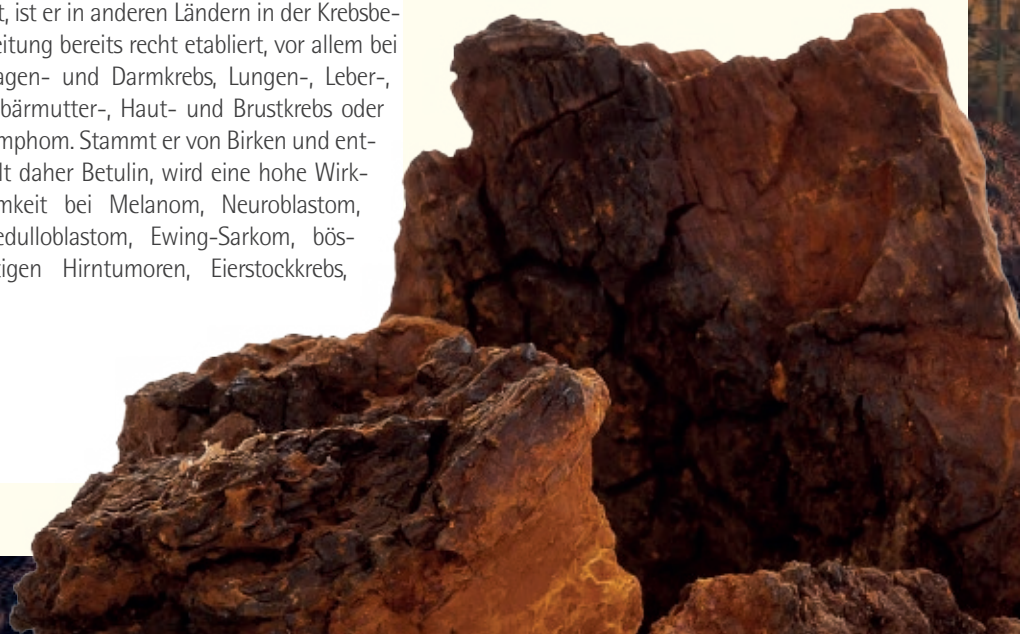 t, ist er in anderen Ländern in der Krebsbe-
eitung bereits recht etabliert, vor allem bei
agen- und Darmkrebs, Lungen-, Leber-,
bärmutter-, Haut- und Brustkrebs oder
mphom. Stammt er von Birken und ent-
lt daher Betulin, wird eine hohe Wirk-
mkeit bei Melanom, Neuroblastom,
edulloblastom, Ewing-Sarkom, bös-
tigen Hirntumoren, Eierstockkrebs,